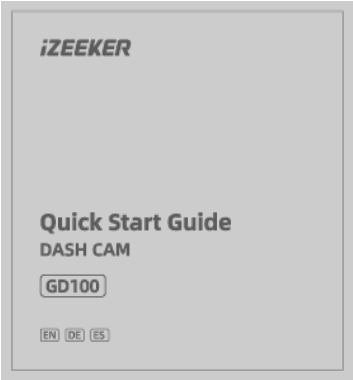 iZEEKER
Quick Start Guide
DASH CAM
GD100
EN DE ES